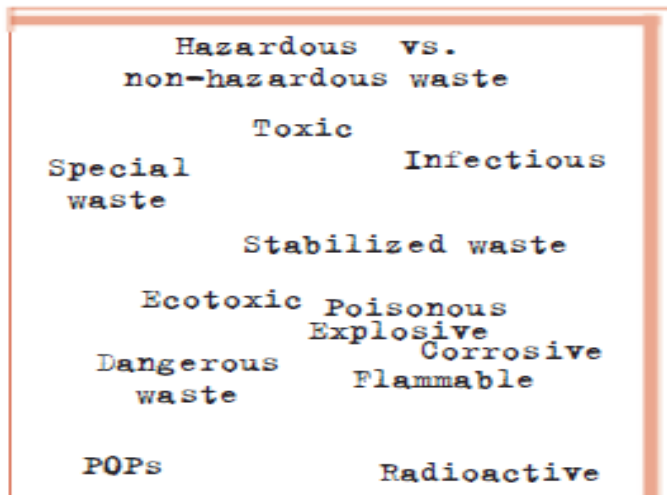 Hazardous vs.
non-hazardous waste
Toxic
Infectious
Special
waste
Stabilized waste
Ecotoxic
Poisonous
Explosive
Corrosive
Dangerous
waste
Flammable
POPs
Radioactive